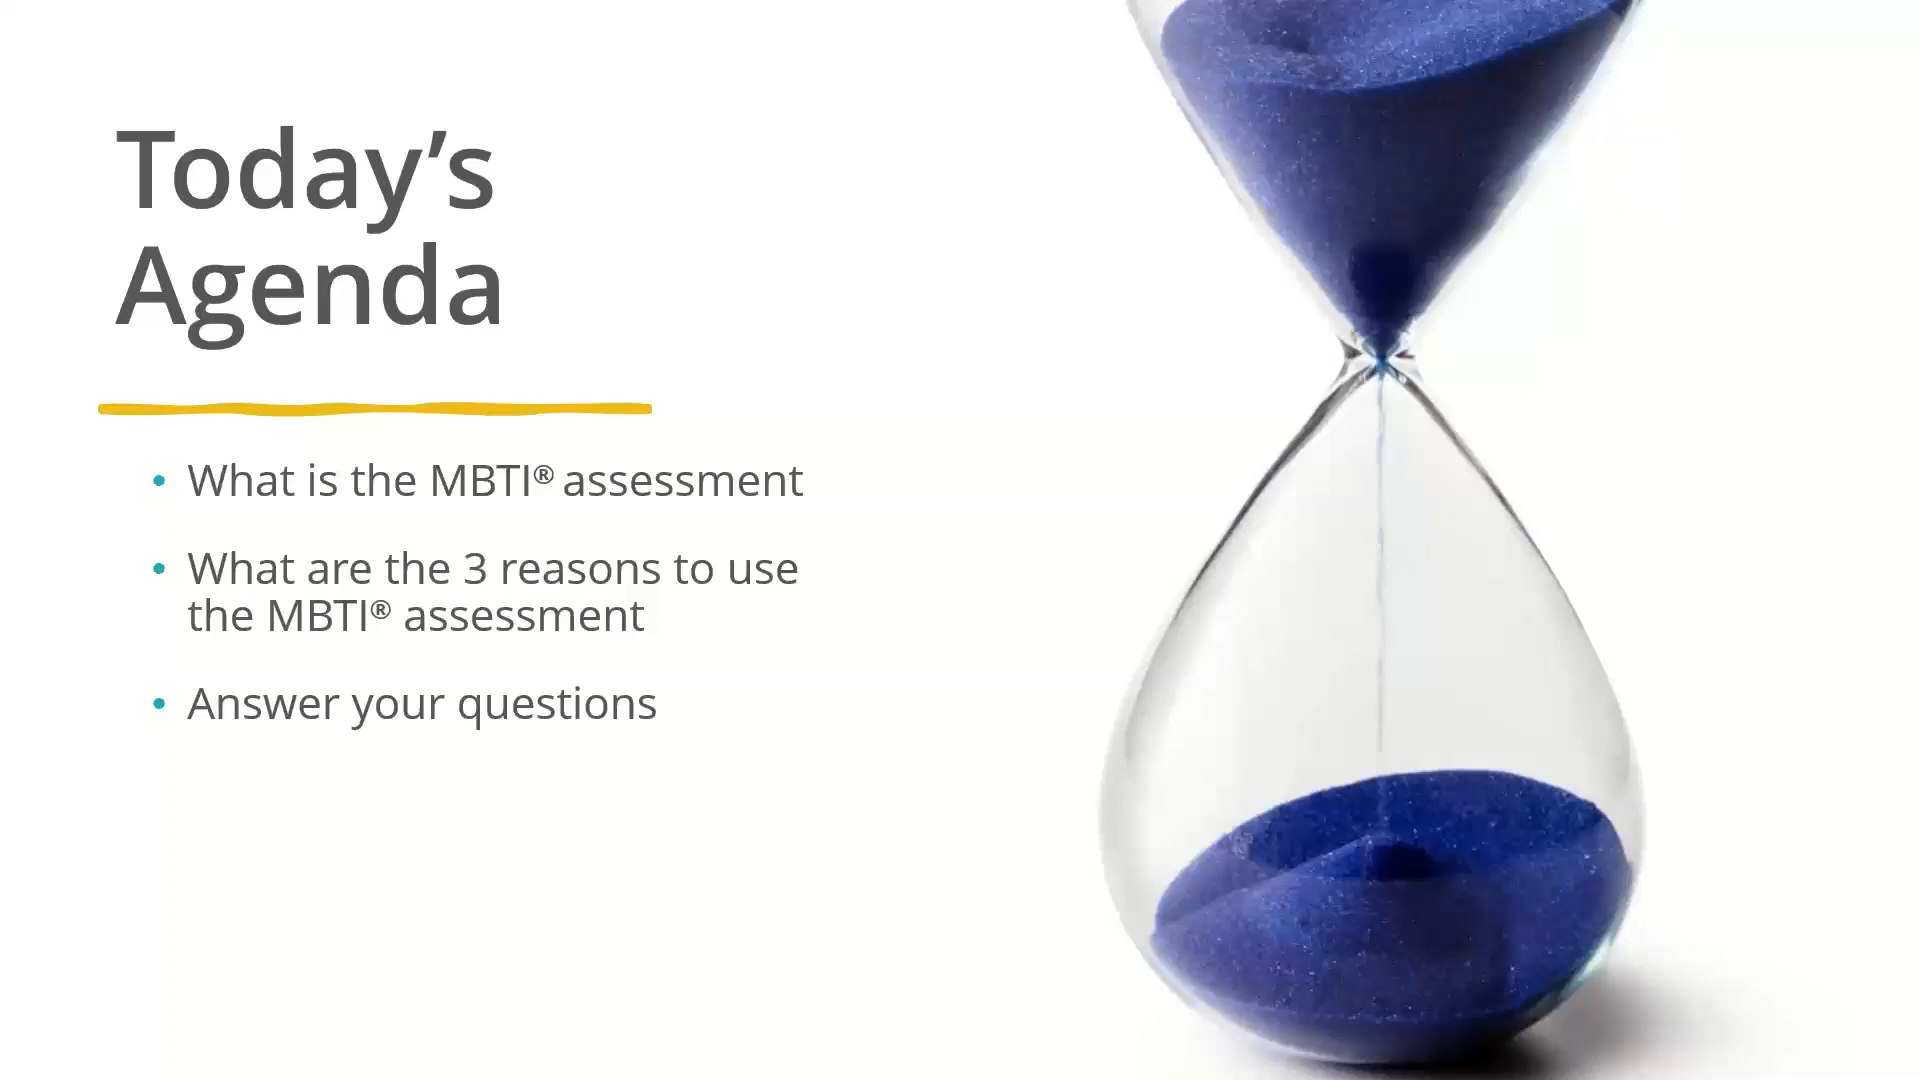 Today’s
Agenda
• What is the MBTI® assessment
• What are the 3 reasons to use
the MBTI® assessment
• Answer your questions